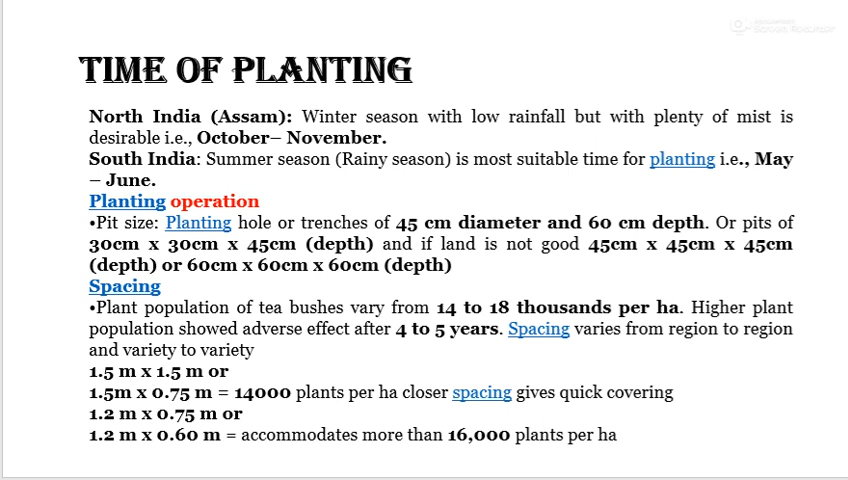 TIME OF PLANTING
North India (Assam): Winter season with low rainfall but with plenty of mist is
desirable i.e., October– November.
South India: Summer season (Rainy season) is most suitable time for planting i.e., May
– June.
Planting operation
•Pit size: Planting hole or trenches of 45 cm diameter and 60 cm depth. Or pits of
30cm x 30cm x 45cm (depth) and if land is not good 45cm x 45cm x 45cm
(depth) or 60cm x 60cm x 60cm (depth)
Spacing
•Plant population of tea bushes vary from 14 to 18 thousands per ha. Higher plant
population showed adverse effect after 4 to 5 years. Spacing varies from region to region
and variety to variety
1.5 m x 1.5 m or
1.5m x 0.75 m = 14000 plants per ha closer spacing gives quick covering
1.2 m x 0.75 m or
1.2 m x 0.60 m = accommodates more than 16,000 plants per ha